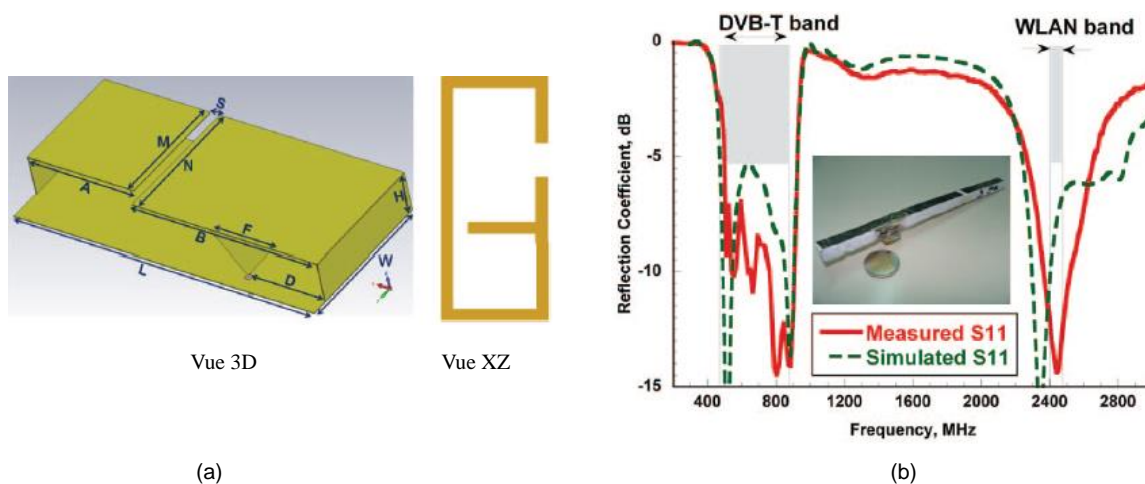 S
M
N
A
F
B
H
D
L
W
Vue 3D
Vue XZ
(a)
DVB-T band
WLAN band
Reflection Coefficient, dB
0
-5
-10
-15
Measured S11
Simulated S11
400 800 1200 1600 2000 2400 2800
Frequency, MHz
(b)